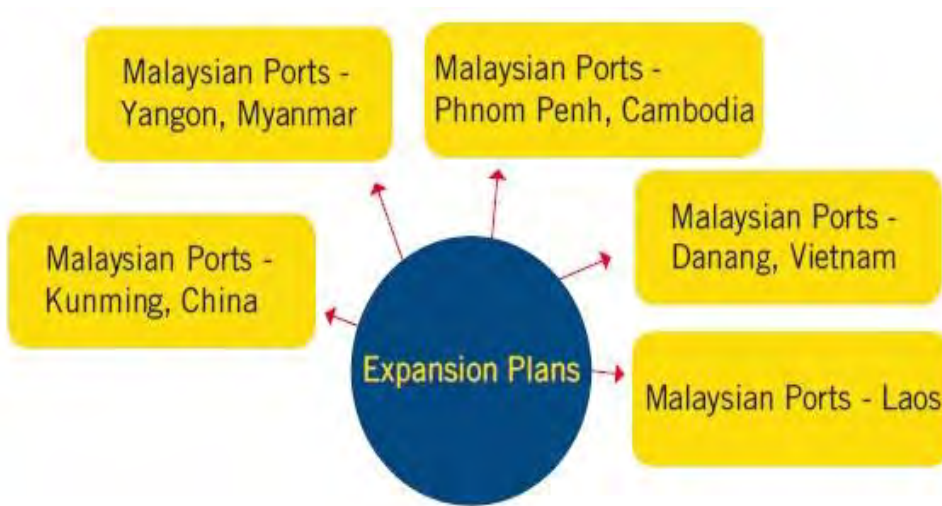 Malaysian Ports -
Yangon, Myanmar
Malaysian Ports -
Phnom Penh, Cambodia
Malaysian Ports -
Kunming, China
Malaysian Ports -
Danang, Vietnam
Expansion Plans
Malaysian Ports - Laos